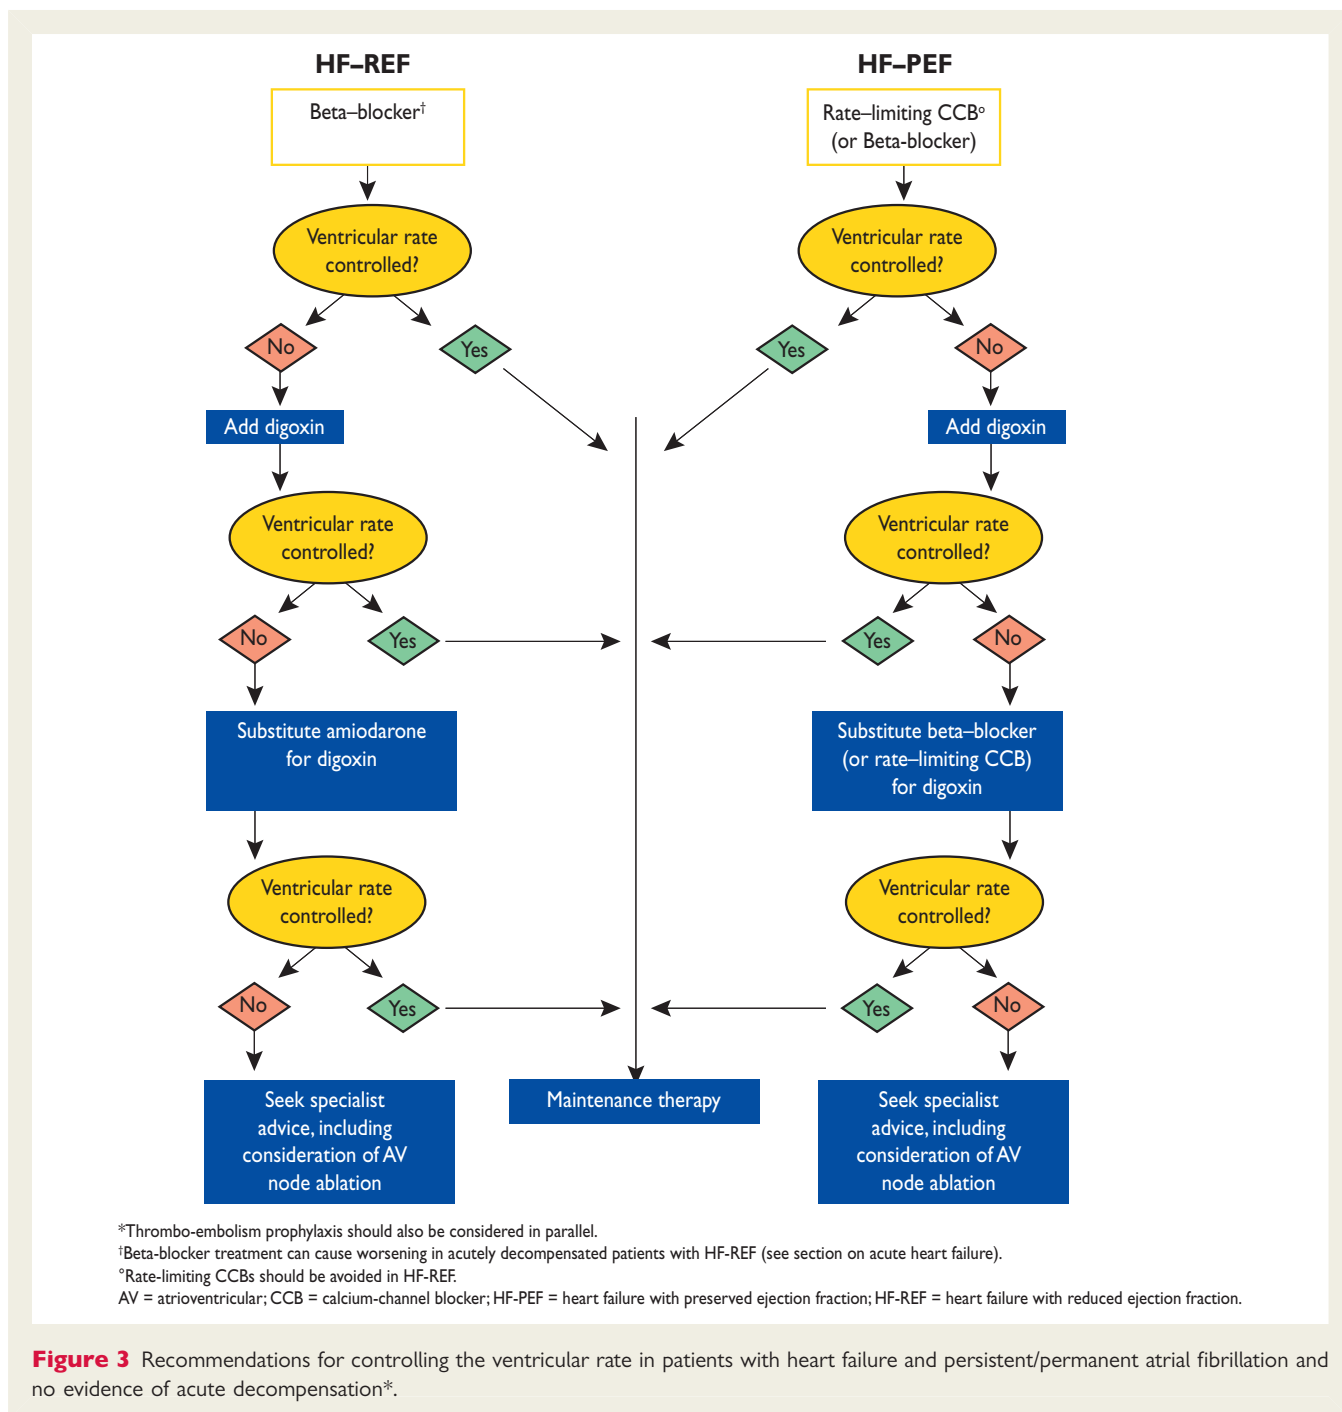 HF–REF
Beta–blocker†
Ventricular rate
controlled?
No
Yes
Add digoxin
Ventricular rate
controlled?
No
Yes
Substitute amiodarone
for digoxin
Ventricular rate
controlled?
No
Yes
Seek specialist
advice, including
consideration of AV
node ablation
HF–PEF
Rate–limiting CCB°
(or Beta-blocker)
Ventricular rate
controlled?
Yes
No
Add digoxin
Ventricular rate
controlled?
Yes
No
Substitute beta–blocker
(or rate–limiting CCB)
for digoxin
Ventricular rate
controlled?
Yes
No
Seek specialist
advice, including
consideration of AV
node ablation
Maintenance therapy
*Thrombo-embolism prophylaxis should also be considered in parallel.
†Beta-blocker treatment can cause worsening in acutely decompensated patients with HF-REF (see section on acute heart failure).
°Rate-limiting CCBs should be avoided in HF-REF.
AV = atrioventricular; CCB = calcium-channel blocker; HF-PEF = heart failure with preserved ejection fraction; HF-REF = heart failure with reduced ejection fraction.
Figure 3 Recommendations for controlling the ventricular rate in patients with heart failure and persistent/permanent atrial fibrillation and
no evidence of acute decompensation*.